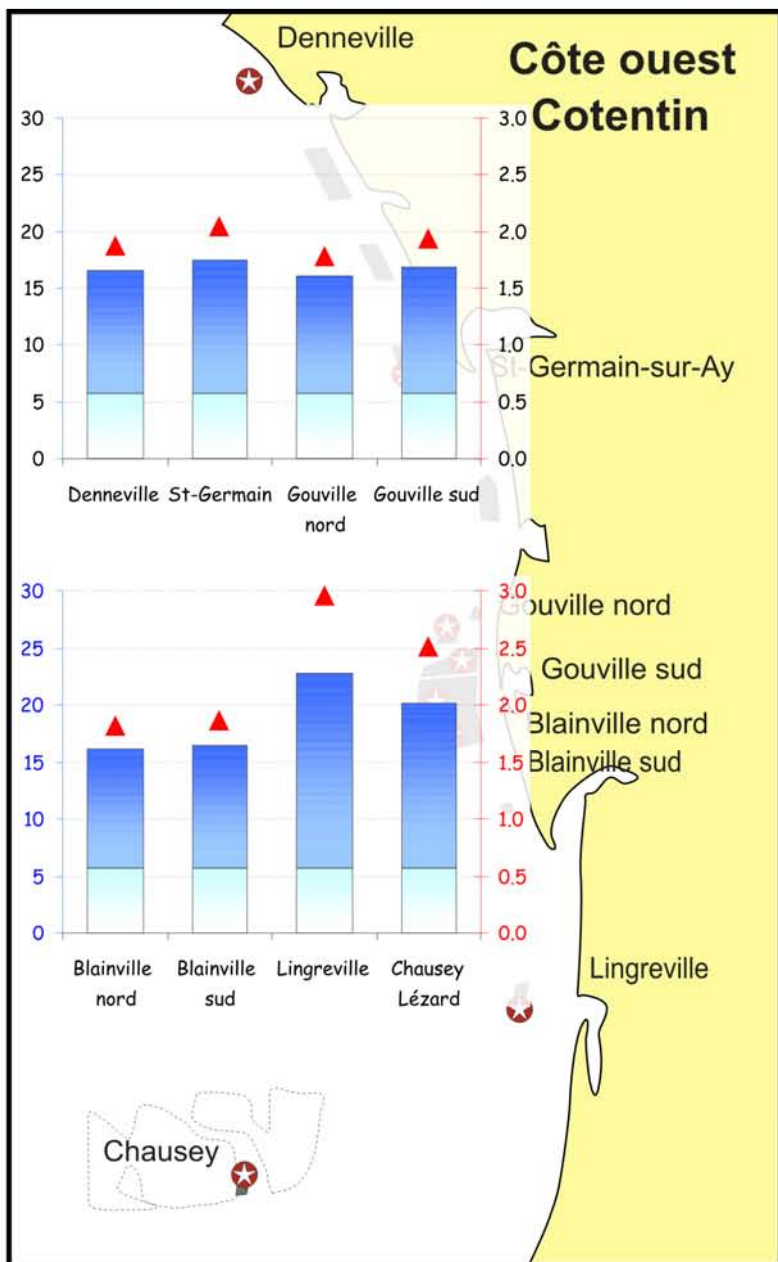 Denneville
Côte ouest
Cotentin
30
25
20
15
10
5
0
3.0
2.5
2.0
1.5
1.0
0.5
0.0
Denneville St-Germain Gouville Gouville sud
nord
St-Germain-sur-Ay
30
25
20
15
10
5
0
3.0
2.5
2.0
1.5
1.0
0.5
0.0
Blainville Blainville Lingreville Chausey
nord sud Lézard
Gouville nord
Gouville sud
Blainville nord
Blainville sud
Lingreville
Chausey